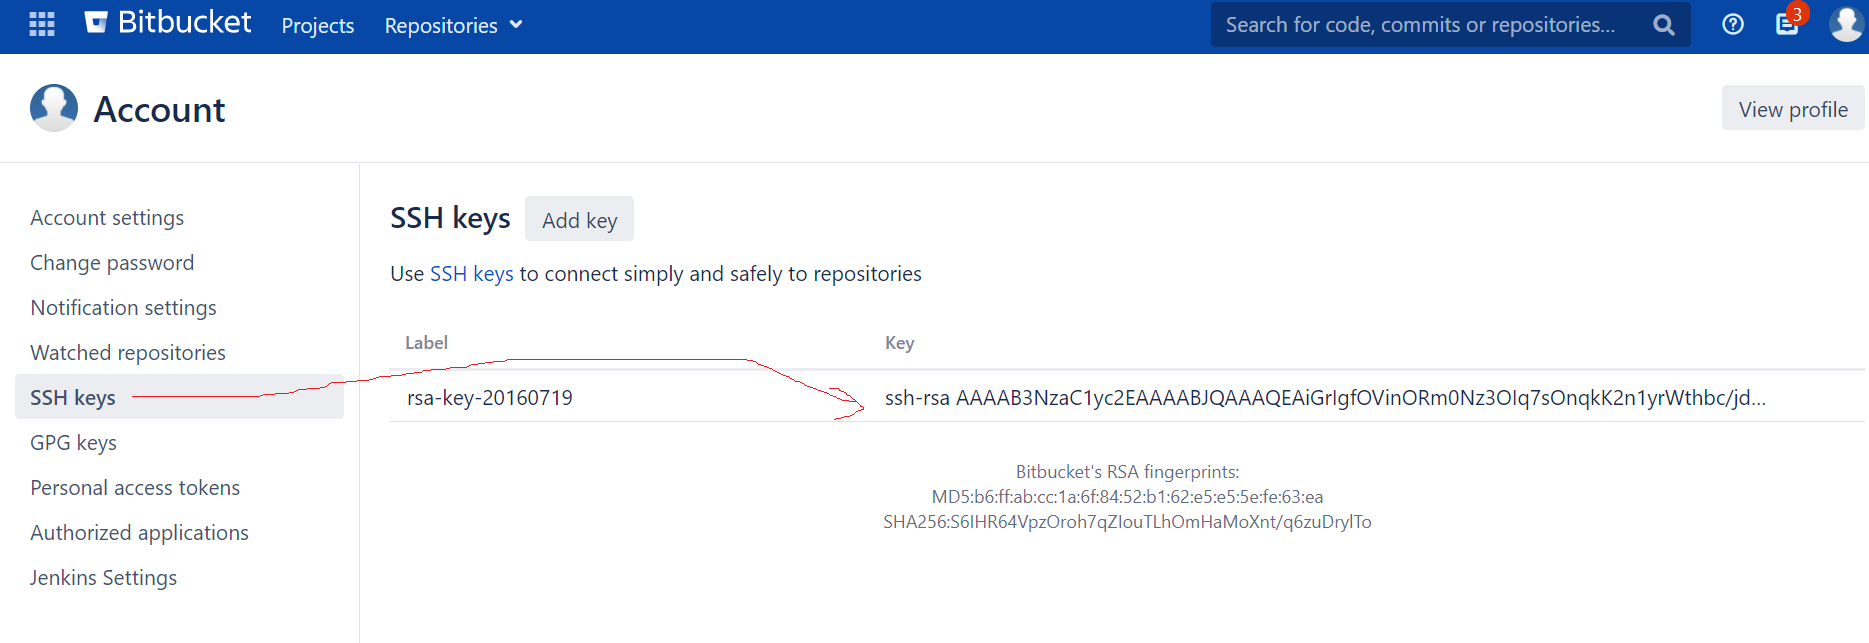 Bitbucket Projects Repositories Search for code, commits or repositories... 3
Account View profile
Account settings
Change password
Notification settings
Watched repositories
SSH keys
GPG keys
Personal access tokens
Authorized applications
Jenkins Settings
SSH keys Add key
Use SSH keys to connect simply and safely to repositories
Label Key
rsa-key-20160719 ssh-rsa AAAAB3NzaC1yc2EAAAABJQAAAQEAiGrIgfOVinORm0Nz3OIq7sOnqkK2n1yrWthbc/jd...
Bitbucket's RSA fingerprints:
MD5:b6:ff:ab:cc:1a:6f:84:52:b1:62:e5:e5:5e:fe:63:ea
SHA256:S6IHR64VpzOroh7qZIouTLhOmHaMoXnt/q6zuDrylTo